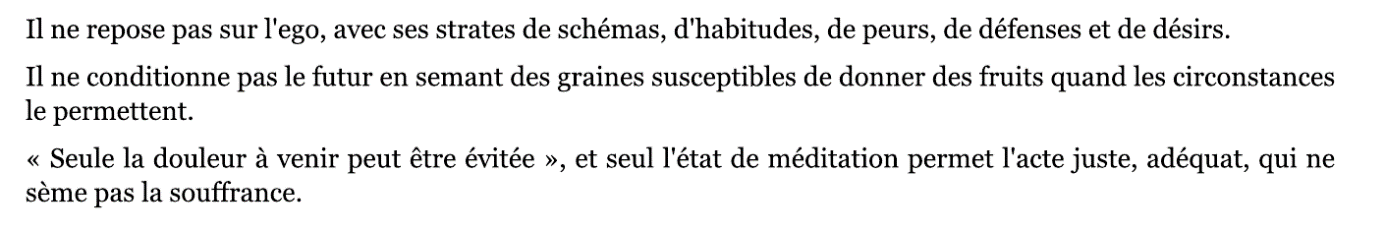 Il ne repose pas sur l'ego, avec ses strates de schémas, d'habitudes, de peurs, de défenses et de désirs.
Il ne conditionne pas le futur en semant des graines susceptibles de donner des fruits quand les circonstances
le permettent.
« Seule la douleur à venir peut être évitée », et seul l'état de méditation permet l'acte juste, adéquat, qui ne
sème pas la souffrance.